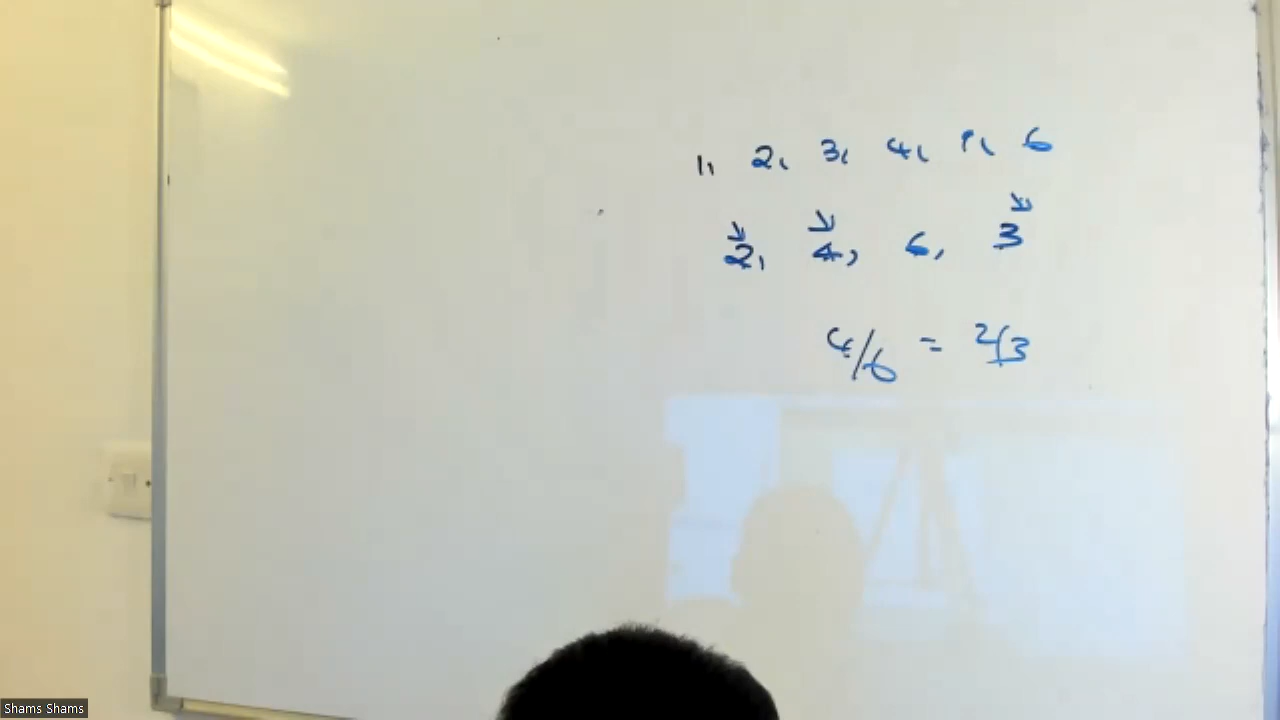 1, 2, 3, 4, 5, 6
2, 4, 6, 3
4/6 = 2/3
Shams Shams